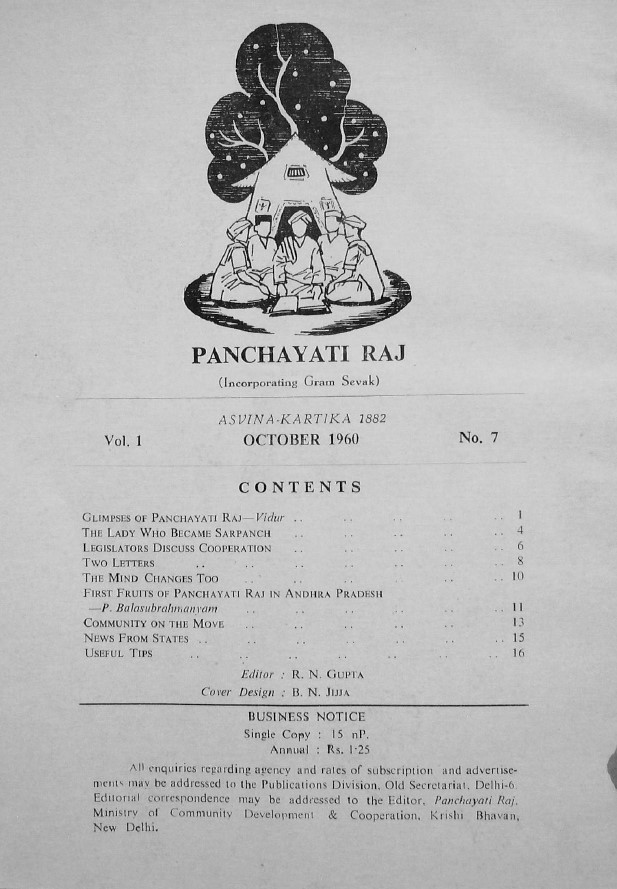 PANCHAYATI RAJ
(Incorporating Gram Sevak)
ASVINA-KARTIKA 1882
Vol. 1 OCTOBER 1960 No. 7
CONTENTS
GLIMPSES OF PANCHAYATI RAJ—Vidur .. .. .. .. .. 1
THE LADY WHO BECAME SARPANCH .. .. .. .. .. 4
LEGISLATORS DISCUSS COOPERATION .. .. .. .. .. 6
TWO LETTERS .. .. .. .. .. .. .. 8
THE MIND CHANGES TOO .. .. .. .. .. .. 10
FIRST FRUITS OF PANCHAYATI RAJ IN ANDHRA PRADESH
—P. Balasubrahmanyam .. .. .. .. .. .. 11
COMMUNITY ON THE MOVE .. .. .. .. .. .. 13
NEWS FROM STATES .. .. .. .. .. .. .. 15
USEFUL TIPS .. .. .. .. .. .. .. 16
Editor : R. N. GUPTA
Cover Design : B. N. JIJJA
BUSINESS NOTICE
Single Copy : 15 nP.
Annual : Rs. 1·25
All enquiries regarding agency and rates of subscription and advertise-
ments may be addressed to the Publications Division, Old Secretariat, Delhi-6.
Editorial correspondence may be addressed to the Editor, Panchayati Raj,
Ministry of Community Development & Cooperation, Krishi Bhavan,
New Delhi.